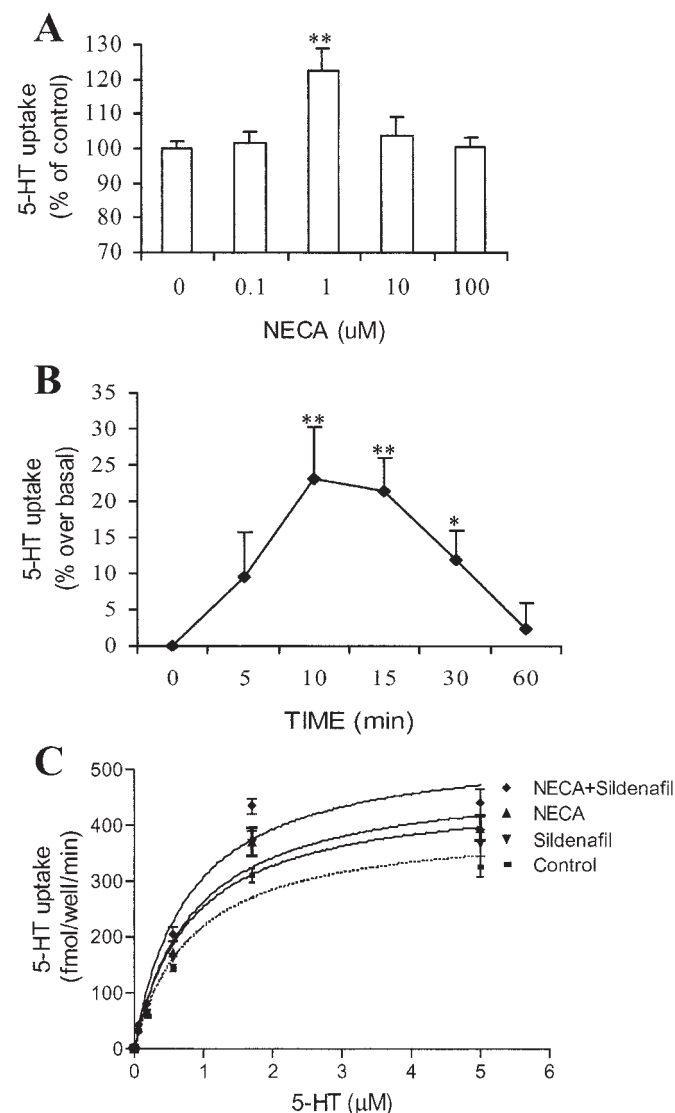 A
5-HT uptake
(% of control)
130
120
110
100
90
80
70
**
0 0.1 1 10 100
NECA (uM)
B
5-HT uptake
(% over basal)
35
30
25
20
15
10
5
0
**
**
*
0 5 10 15 30 60
TIME (min)
C
5-HT uptake
(fmol/well/min)
500
400
300
200
100
0
NECA+Sildenafil
NECA
Sildenafil
Control
0 1 2 3 4 5 6
5-HT (µM)